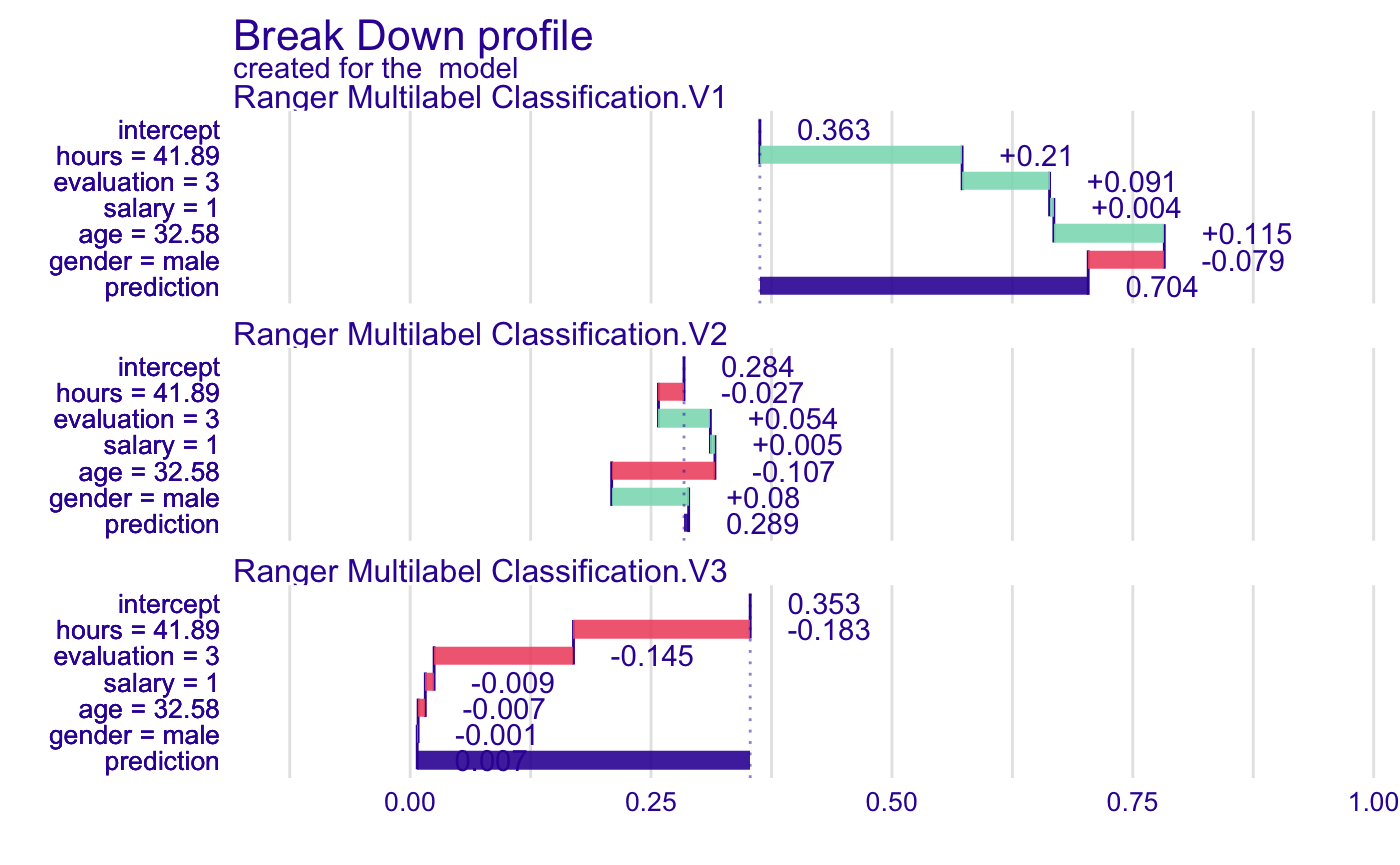 Break Down profile
created for the  model
Ranger Multilabel Classification.V1
intercept 0.363
hours = 41.89 +0.21
evaluation = 3 +0.091
salary = 1 +0.004
age = 32.58 +0.115
gender = male -0.079
prediction 0.704
Ranger Multilabel Classification.V2
intercept 0.284
hours = 41.89 -0.027
evaluation = 3 +0.054
salary = 1 +0.005
age = 32.58 -0.107
gender = male +0.08
prediction 0.289
Ranger Multilabel Classification.V3
intercept 0.353
hours = 41.89 -0.183
evaluation = 3 -0.145
salary = 1 -0.009
age = 32.58 -0.007
gender = male -0.001
prediction 0.007
0.00 0.25 0.50 0.75 1.00